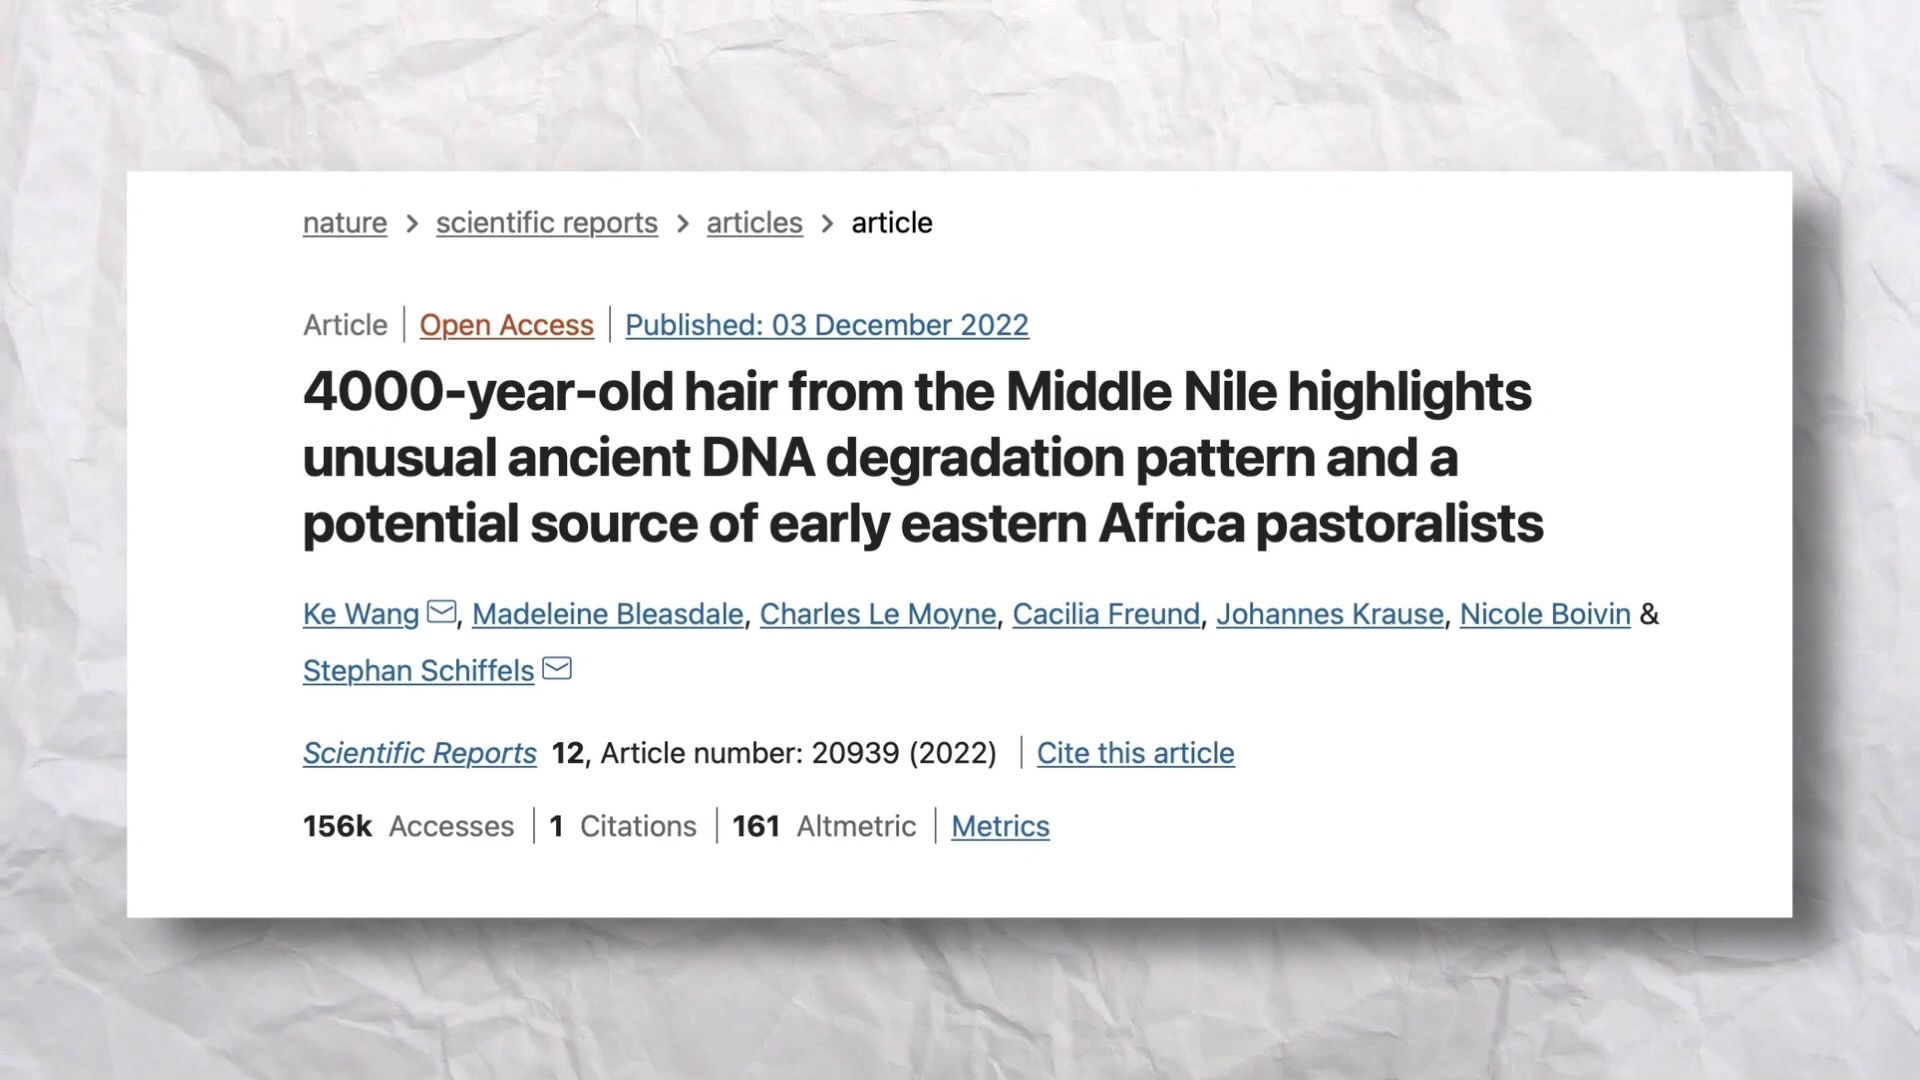 nature > scientific reports > articles > article
Article | Open Access | Published: 03 December 2022
4000-year-old hair from the Middle Nile highlights
unusual ancient DNA degradation pattern and a
potential source of early eastern Africa pastoralists
Ke Wang, Madeleine Bleasdale, Charles Le Moyne, Cacilia Freund, Johannes Krause, Nicole Boivin &
Stephan Schiffels
Scientific Reports 12, Article number: 20939 (2022) | Cite this article
156k Accesses | 1 Citations | 161 Altmetric | Metrics